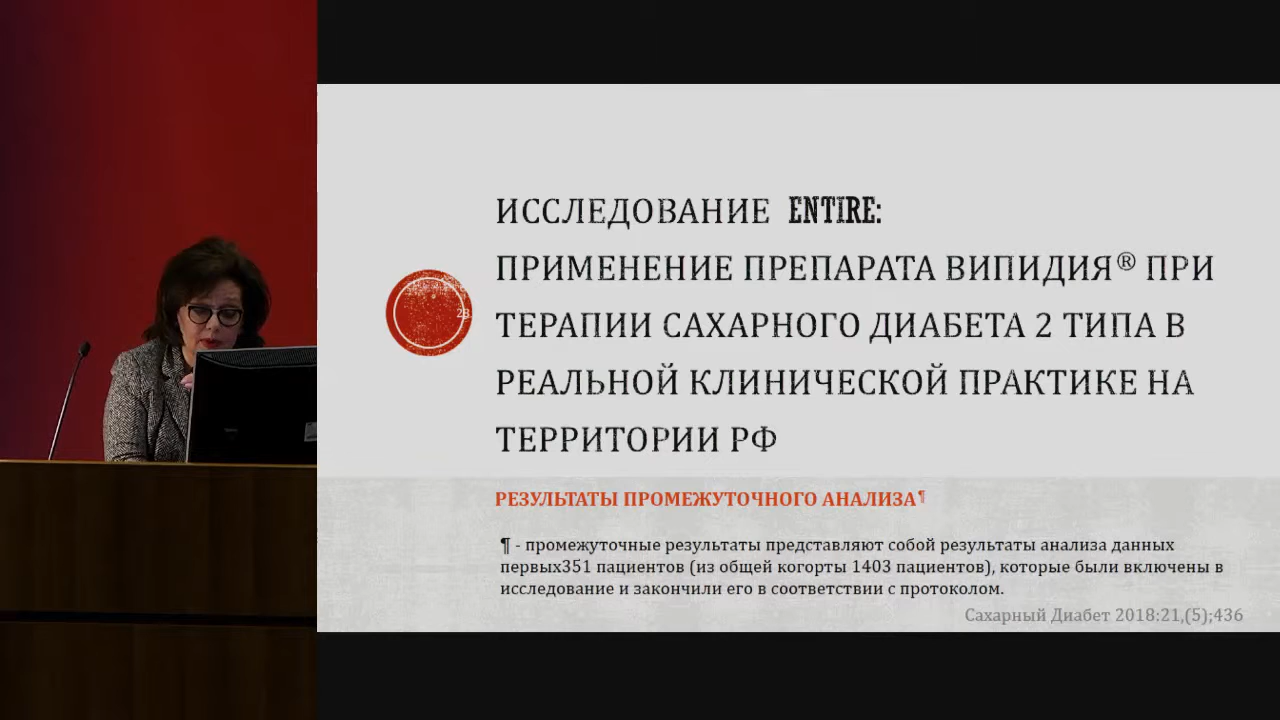 ИССЛЕДОВАНИЕ ENTIRE:
ПРИМЕНЕНИЕ ПРЕПАРАТА ВИПИДИЯ® ПРИ
ТЕРАПИИ САХАРНОГО ДИАБЕТА 2 ТИПА В
РЕАЛЬНОЙ КЛИНИЧЕСКОЙ ПРАКТИКЕ НА
ТЕРРИТОРИИ РФ
23
РЕЗУЛЬТАТЫ ПРОМЕЖУТОЧНОГО АНАЛИЗА¶
¶ - промежуточные результаты представляют собой результаты анализа данных
первых351 пациентов (из общей когорты 1403 пациентов), которые были включены в
исследование и закончили его в соответствии с протоколом.
Сахарный Диабет 2018:21,(5);436